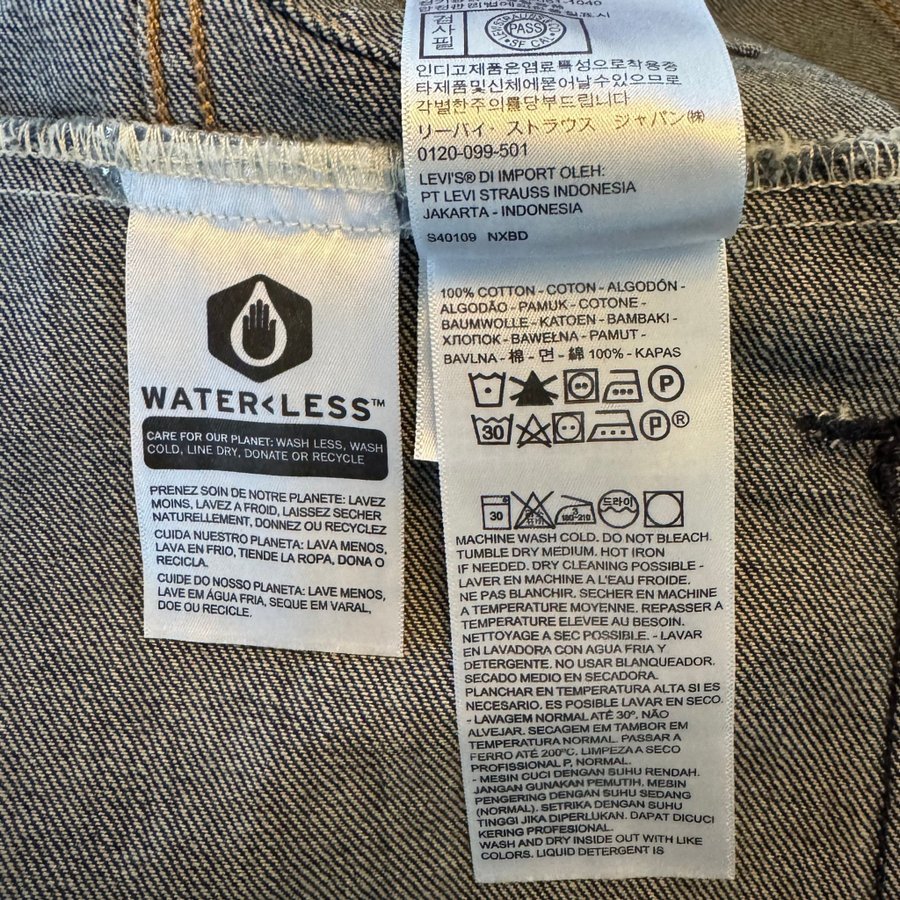 검사필
LEVI STRAUSS & CO.
PASS
SF CAL
인디고제품은염료특성으로착용중
타제품및신체에묻어날수있으므로
각별한주의를당부드립니다
リーバイ・ストラウス ジャパン㈱
0120-099-501
LEVI'S® DI IMPORT OLEH:
PT LEVI STRAUSS INDONESIA
JAKARTA - INDONESIA
S40109 NXBD
WATER<LESS™
CARE FOR OUR PLANET: WASH LESS, WASH
COLD, LINE DRY, DONATE OR RECYCLE
PRENEZ SOIN DE NOTRE PLANETE: LAVEZ
MOINS, LAVEZ A FROID, LAISSEZ SECHER
NATURELLEMENT, DONNEZ OU RECYCLEZ
CUIDA NUESTRO PLANETA: LAVA MENOS,
LAVA EN FRIO, TIENDE LA ROPA, DONA O
RECICLA.
CUIDE DO NOSSO PLANETA: LAVE MENOS,
LAVE EM ÁGUA FRIA, SEQUE EM VARAL,
DOE OU RECICLE.
100% COTTON - COTON - ALGODÓN -
ALGODÃO - PAMUK - COTONE -
BAUMWOLLE - KATOEN - BAMBAKI -
ХЛОПОК - BAWEŁNA - PAMUT -
BAVLNA - 棉 - 면 - 綿 100% - KAPAS
P
30 P®
30 3 180-210 드라이
MACHINE WASH COLD. DO NOT BLEACH.
TUMBLE DRY MEDIUM. HOT IRON
IF NEEDED. DRY CLEANING POSSIBLE -
LAVER EN MACHINE A L'EAU FROIDE.
NE PAS BLANCHIR. SECHER EN MACHINE
A TEMPERATURE MOYENNE. REPASSER A
TEMPERATURE ELEVEE AU BESOIN.
NETTOYAGE A SEC POSSIBLE. - LAVAR
EN LAVADORA CON AGUA FRIA Y
DETERGENTE. NO USAR BLANQUEADOR.
SECADO MEDIO EN SECADORA.
PLANCHAR EN TEMPERATURA ALTA SI ES
NECESARIO. ES POSIBLE LAVAR EN SECO.
- LAVAGEM NORMAL ATÉ 30º. NÃO
ALVEJAR. SECAGEM EM TAMBOR EM
TEMPERATURA NORMAL. PASSAR A
FERRO ATÉ 200ºC. LIMPEZA A SECO
PROFISSIONAL P, NORMAL.
- MESIN CUCI DENGAN SUHU RENDAH.
JANGAN GUNAKAN PEMUTIH. MESIN
PENGERING DENGAN SUHU SEDANG
(NORMAL). SETRIKA DENGAN SUHU
TINGGI JIKA DIPERLUKAN. DAPAT DICUCI
KERING PROFESIONAL.
WASH AND DRY INSIDE OUT WITH LIKE
COLORS. LIQUID DETERGENT IS